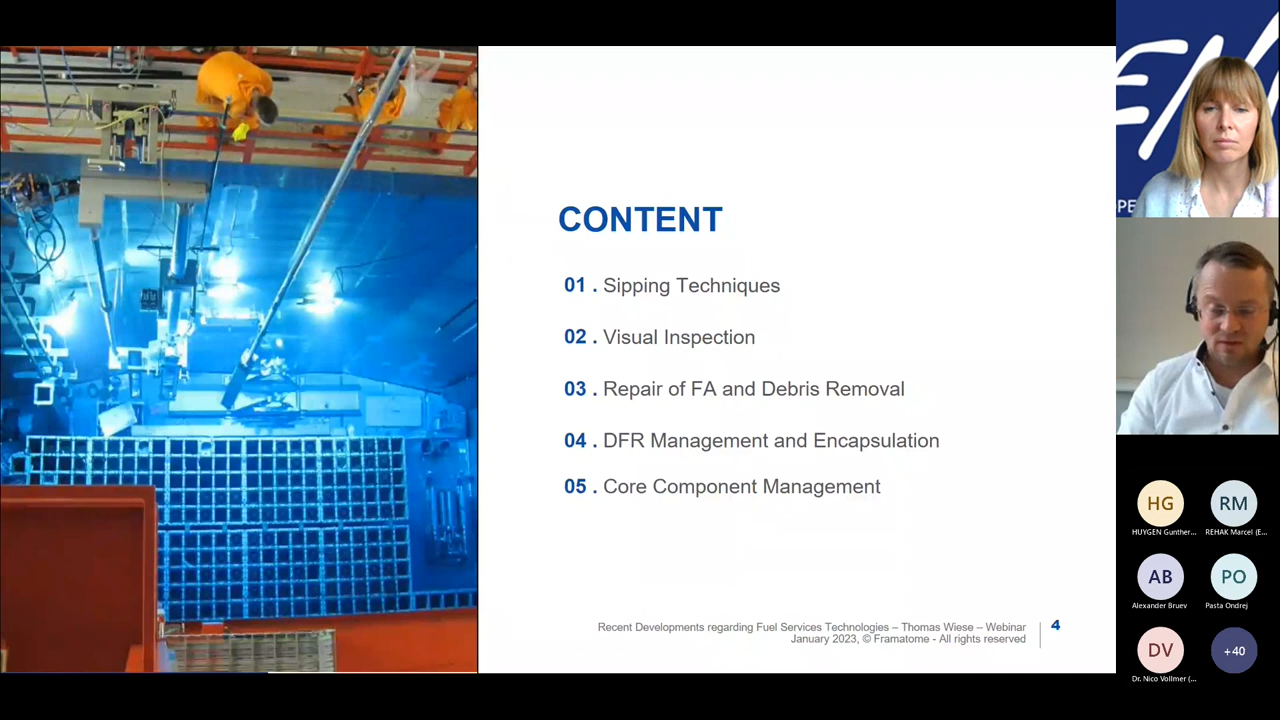 CONTENT
01 . Sipping Techniques
02 . Visual Inspection
03 . Repair of FA and Debris Removal
04 . DFR Management and Encapsulation
05 . Core Component Management
Recent Developments regarding Fuel Services Technologies – Thomas Wiese – Webinar
January 2023, © Framatome - All rights reserved
4
EN
OPE
HG
RM
HUYGEN Gunther...
REHAK Marcel (E...
AB
PO
Alexander Bruev
Pasta Ondrej
DV
+40
Dr. Nico Vollmer (...